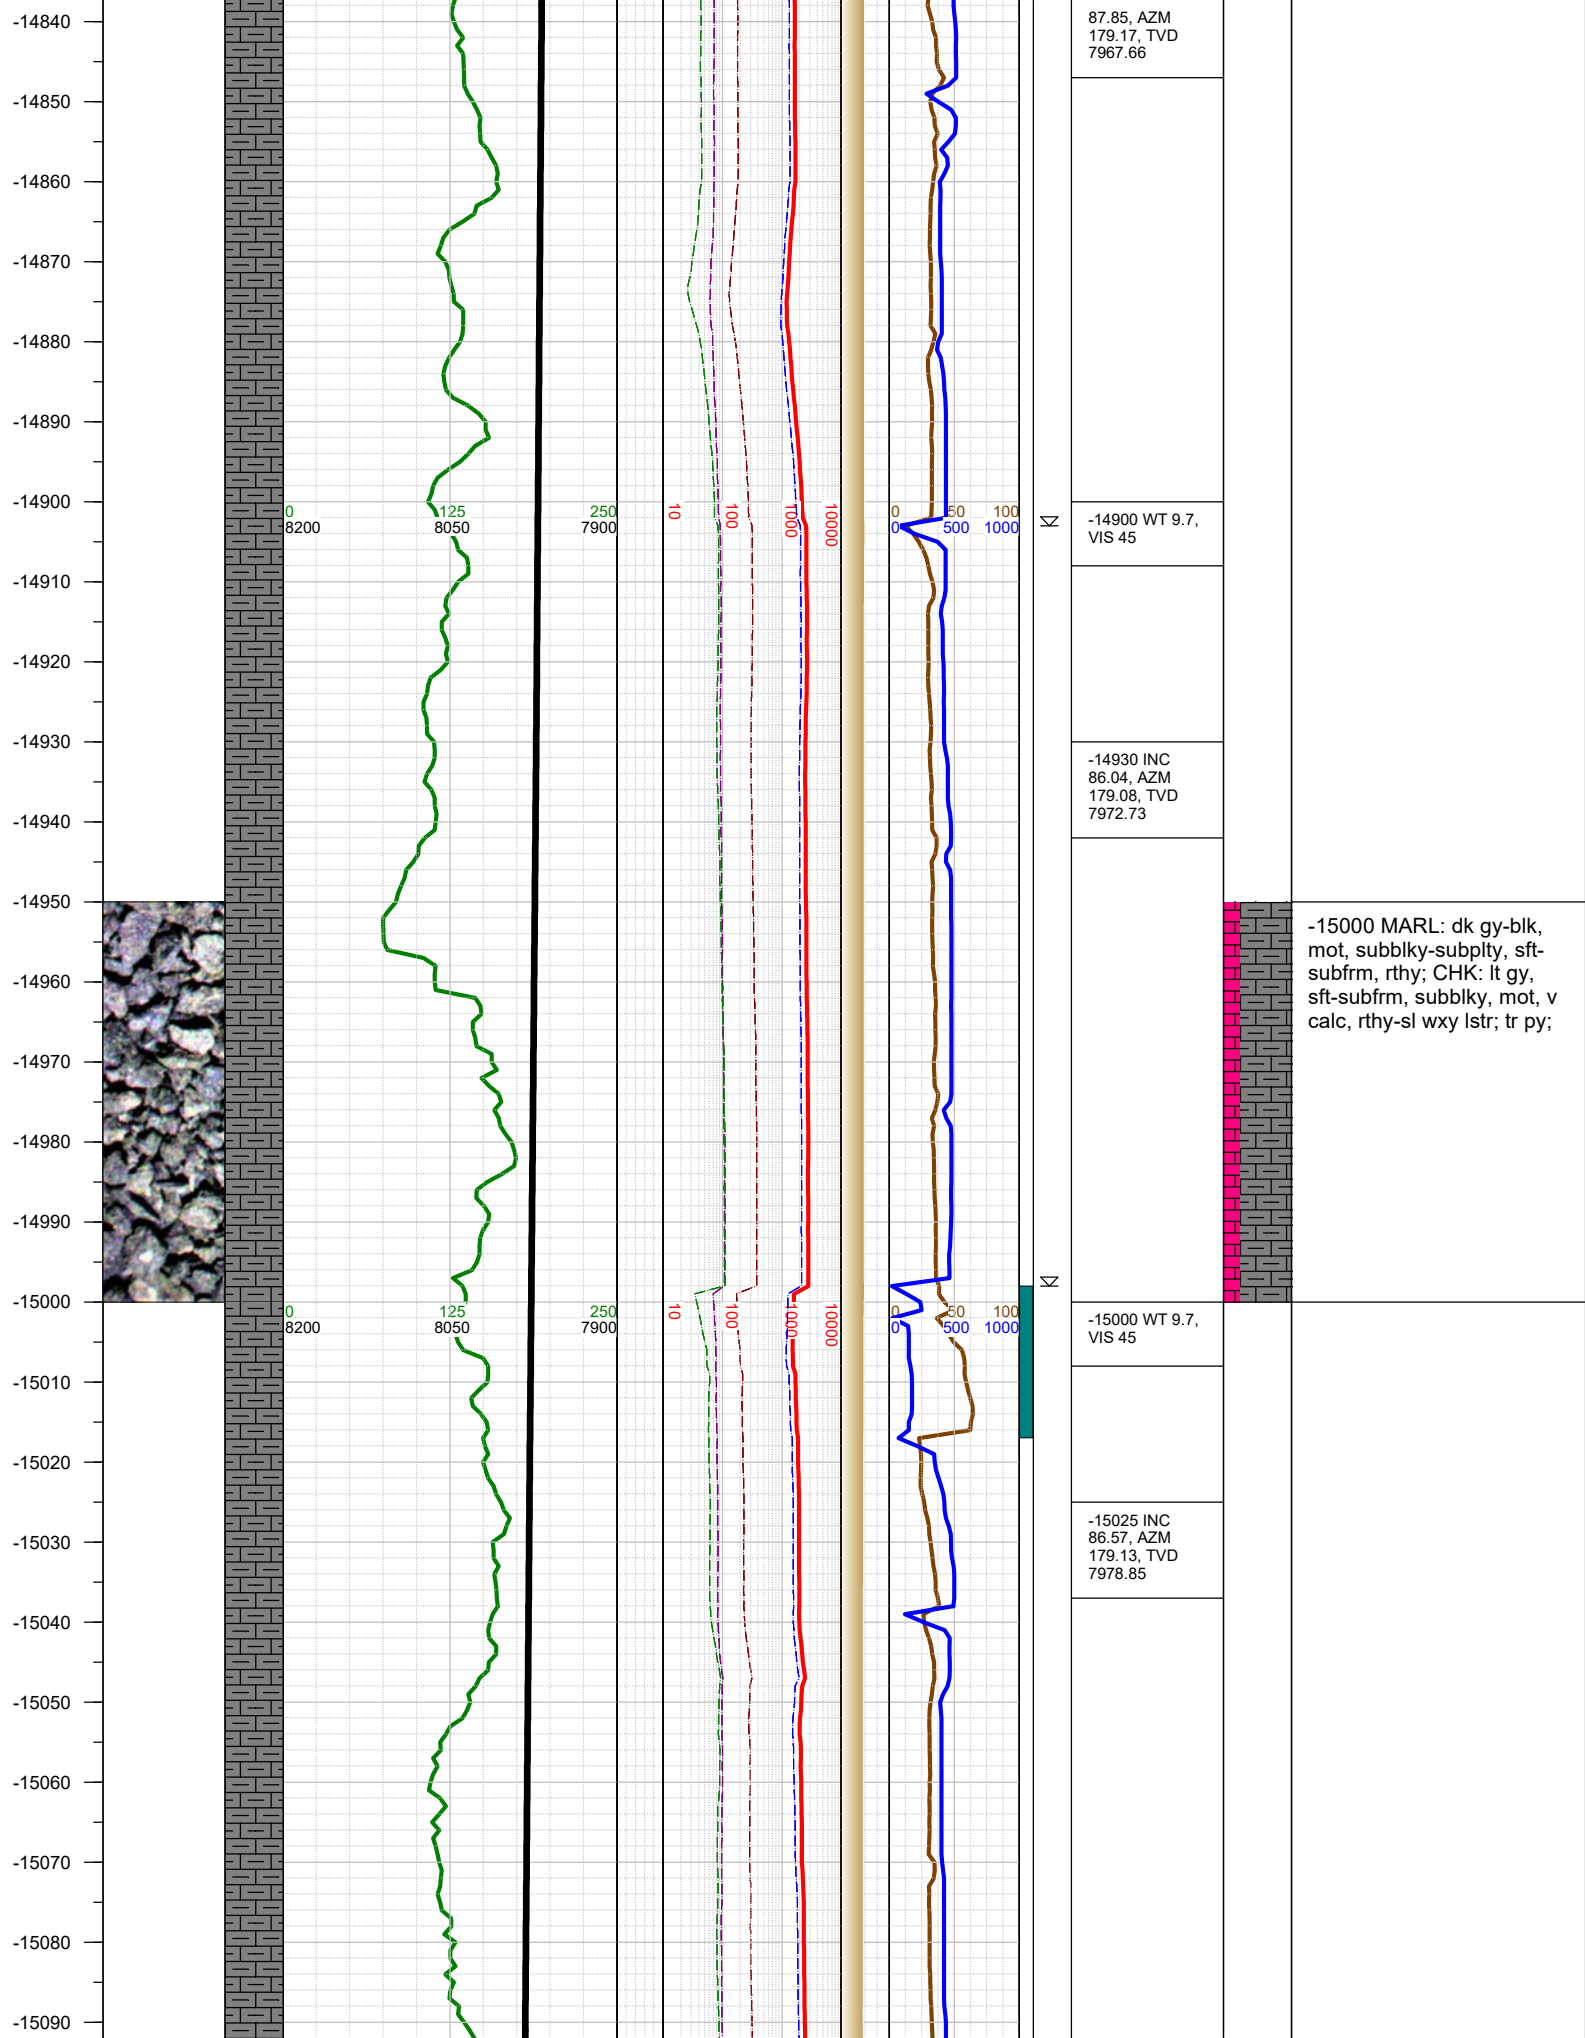 -14840
87.85, AZM
179.17, TVD
7967.66
-14850
-14860
-14870
-14880
-14890
-14900
0 125 250
8200 8050 7900
10 100 1000 10000
0 50 100
0 500 1000
-14900 WT 9.7,
VIS 45
-14910
-14920
-14930
-14930 INC
86.04, AZM
179.08, TVD
7972.73
-14940
-14950
-15000 MARL: dk gy-blk,
mot, subblky-subplty, sft-
subfrm, rthy; CHK: lt gy,
sft-subfrm, subblky, mot, v
calc, rthy-sl wxy lstr; tr py;
-14960
-14970
-14980
-14990
-15000
0 125 250
8200 8050 7900
10 100 1000 10000
0 50 100
0 500 1000
-15000 WT 9.7,
VIS 45
-15010
-15020
-15025 INC
86.57, AZM
179.13, TVD
7978.85
-15030
-15040
-15050
-15060
-15070
-15080
-15090